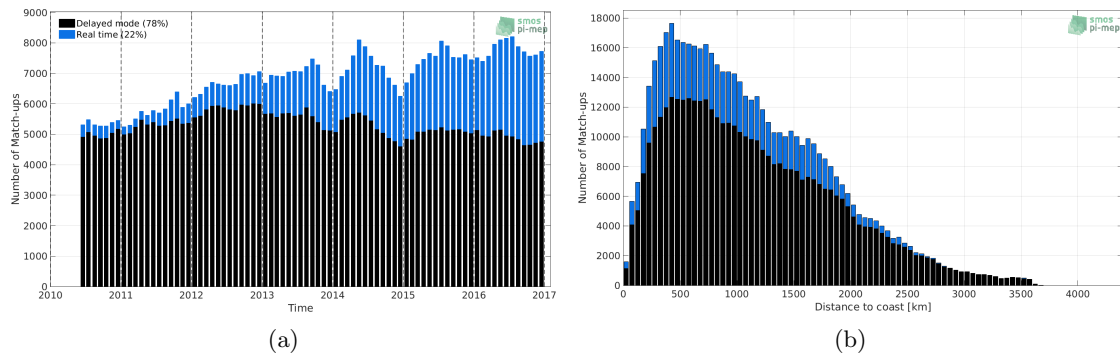 Delayed mode (78%)
Real time (22%)
smos
pi-mep
Number of Match-ups
9000
8000
7000
6000
5000
4000
3000
2000
1000
0
2010 2011 2012 2013 2014 2015 2016 2017
Time
(a)
smos
pi-mep
Number of Match-ups
18000
16000
14000
12000
10000
8000
6000
4000
2000
0
0 500 1000 1500 2000 2500 3000 3500 4000
Distance to coast [km]
(b)